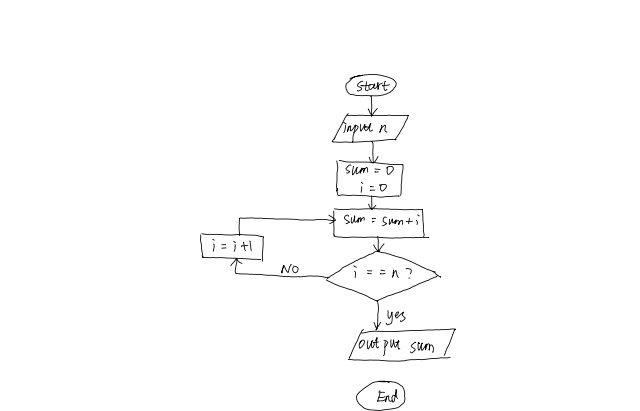 start
input n
sum = 0
i = 0
sum = sum + i
i = i + 1
i == n ?
NO
yes
output sum
End